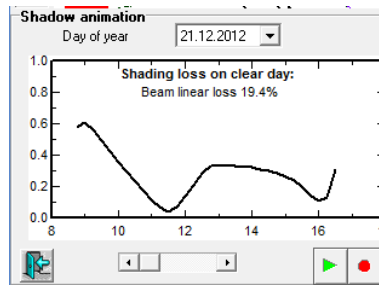 Shadow animation
Day of year 21.12.2012
1.0
Shading loss on clear day:
Beam linear loss 19.4%
0.8
0.6
0.4
0.2
0.0
8 10 12 14 16